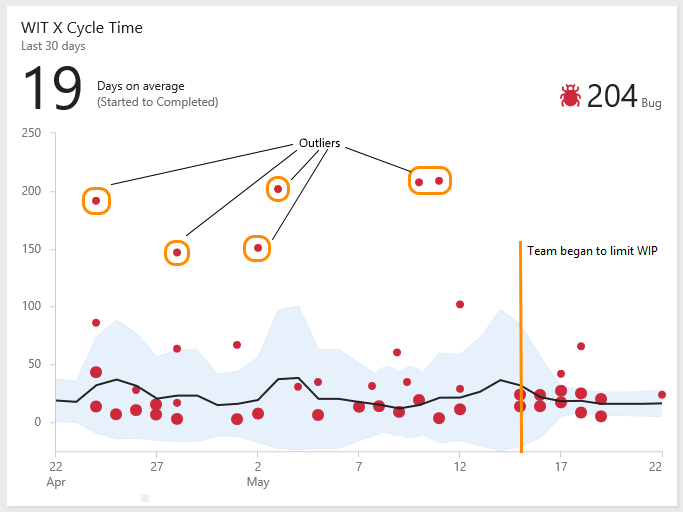 WIT X Cycle Time
Last 30 days
19 Days on average
(Started to Completed)
204 Bug
250
Outliers
200
150
Team began to limit WIP
100
50
0
22 27 2 7 12 17 22
Apr May